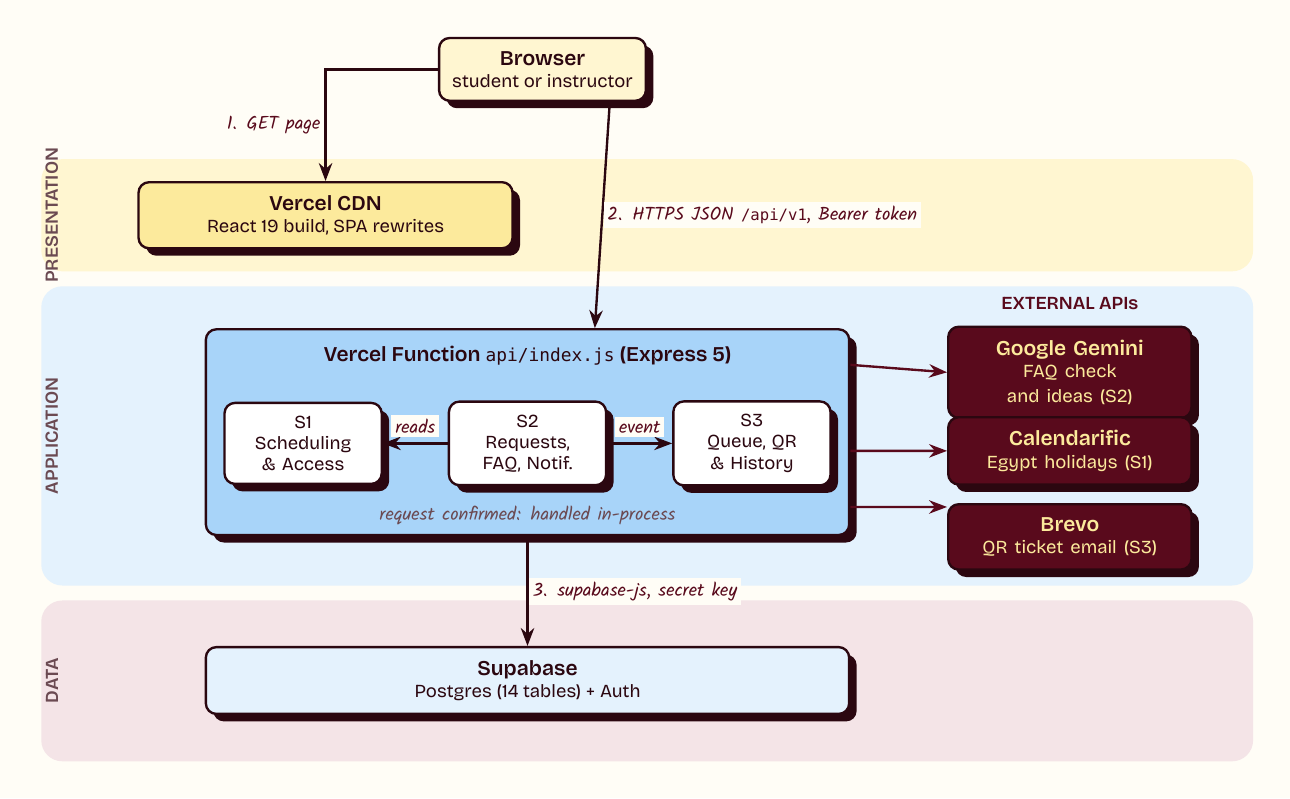 Browser
student or instructor
1. GET page
PRESENTATION
Vercel CDN
React 19 build, SPA rewrites
2. HTTPS JSON /api/v1, Bearer token
APPLICATION
EXTERNAL APIs
Vercel Function api/index.js (Express 5)
S1
Scheduling
& Access
reads
S2
Requests,
FAQ, Notif.
event
S3
Queue, QR
& History
request confirmed: handled in-process
Google Gemini
FAQ check
and ideas (S2)
Calendarific
Egypt holidays (S1)
Brevo
QR ticket email (S3)
3. supabase-js, secret key
DATA
Supabase
Postgres (14 tables) + Auth